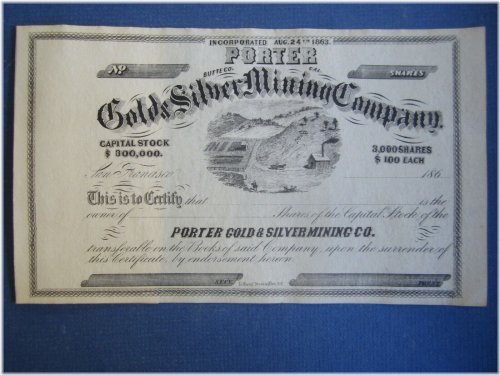 INCORPORATED AUG. 24TH 1863.
PORTER
No SHARES
BUTTE CO. CAL.
Gold & Silver Mining Company.
CAPITAL STOCK 3,000 SHARES
$ 300,000. $ 100 EACH
San Francisco 186
This is to Certify that is the
owner of Shares of the Capital Stock of the
PORTER GOLD & SILVER MINING CO.
transferable on the Books of said Company, upon the surrender of
this Certificate, by endorsement hereon.
SECY. PREST.